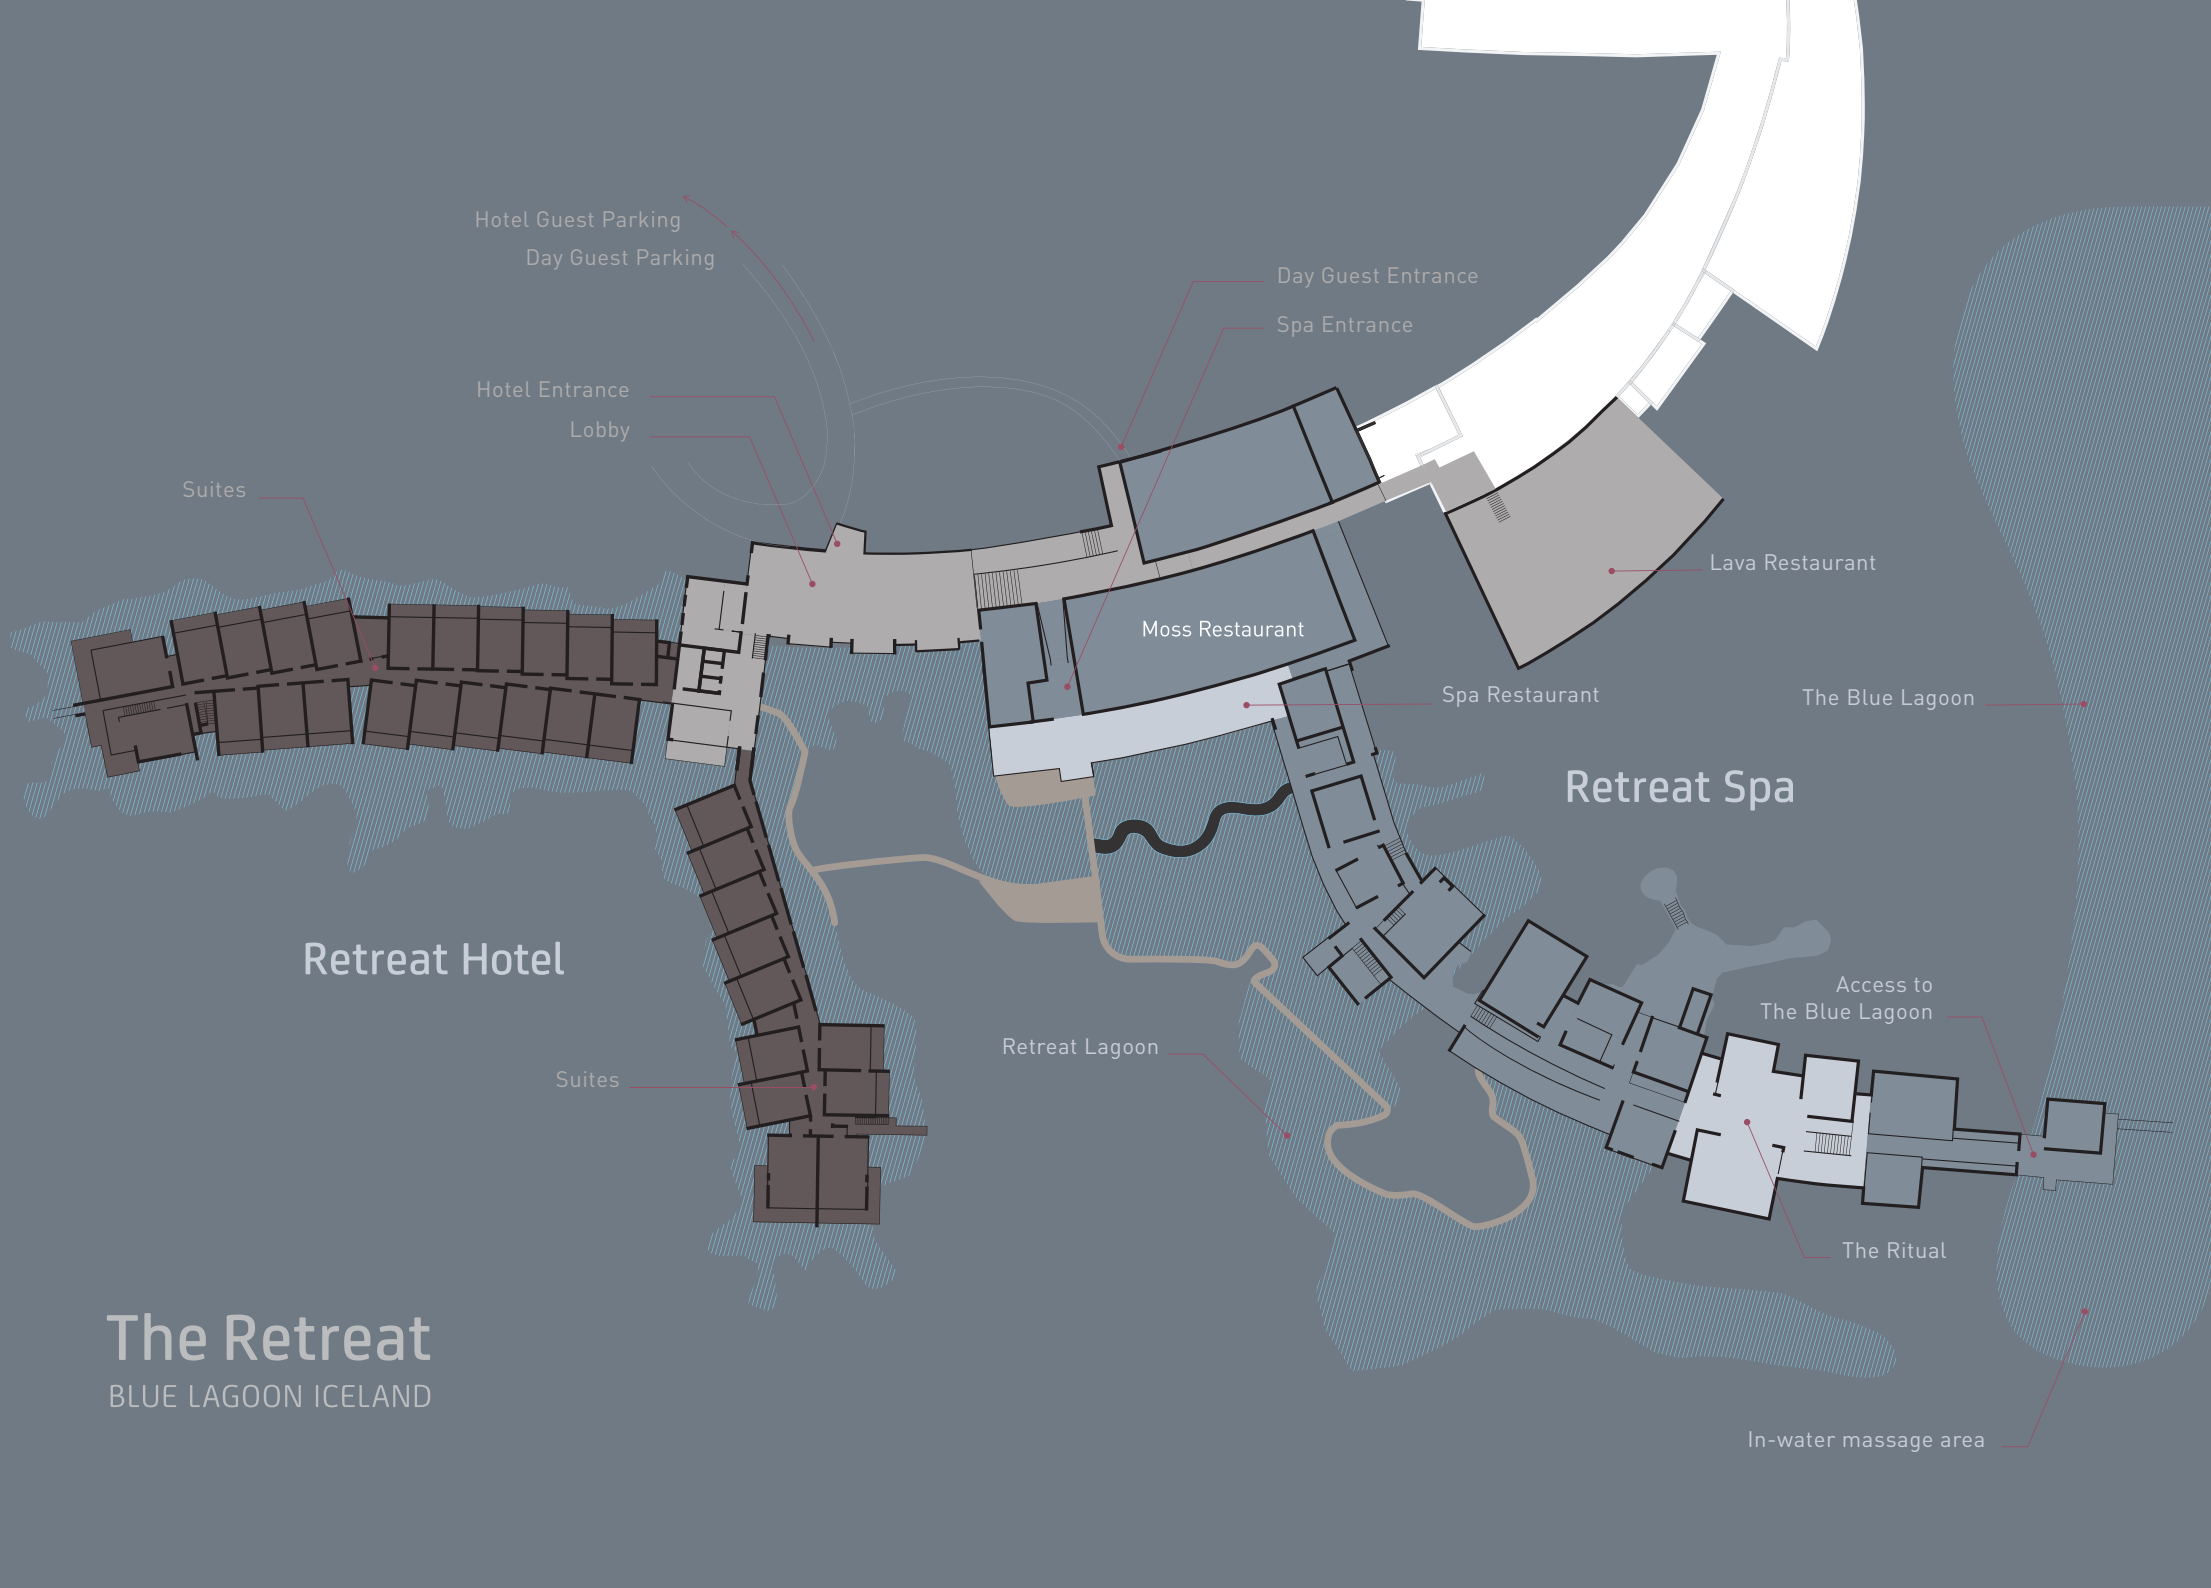 Hotel Guest Parking
Day Guest Parking
Day Guest Entrance
Spa Entrance
Hotel Entrance
Lobby
Suites
Lava Restaurant
Moss Restaurant
Spa Restaurant
The Blue Lagoon
Retreat Spa
Retreat Hotel
Access to
The Blue Lagoon
Retreat Lagoon
Suites
The Ritual
The Retreat
BLUE LAGOON ICELAND
In-water massage area